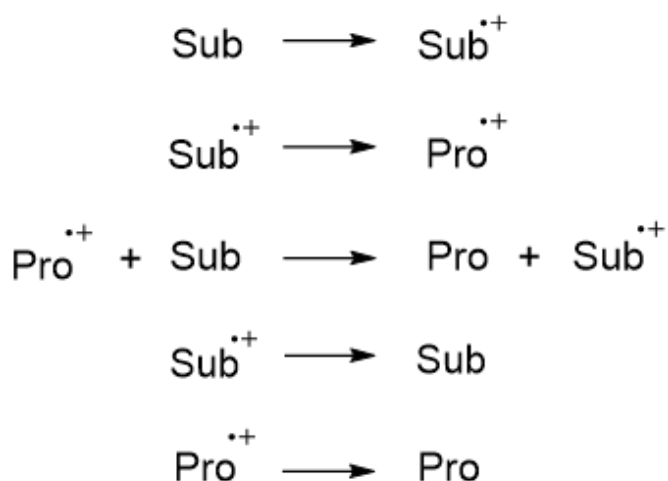 Sub ⟶ Sub•+
Sub•+ ⟶ Pro•+
Pro•+ + Sub ⟶ Pro + Sub•+
Sub•+ ⟶ Sub
Pro•+ ⟶ Pro